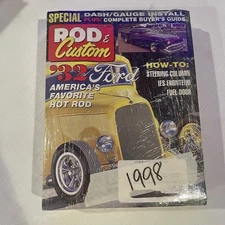 SPECIAL DASH/GAUGE INSTALL
PLUS: COMPLETE BUYER'S GUIDE
ROD &
Custom
'32 Ford
AMERICA'S
FAVORITE
HOT ROD
HOW-TO:
STEERING COLUMN
IFS FRONTEND
FUEL DOOR
1998